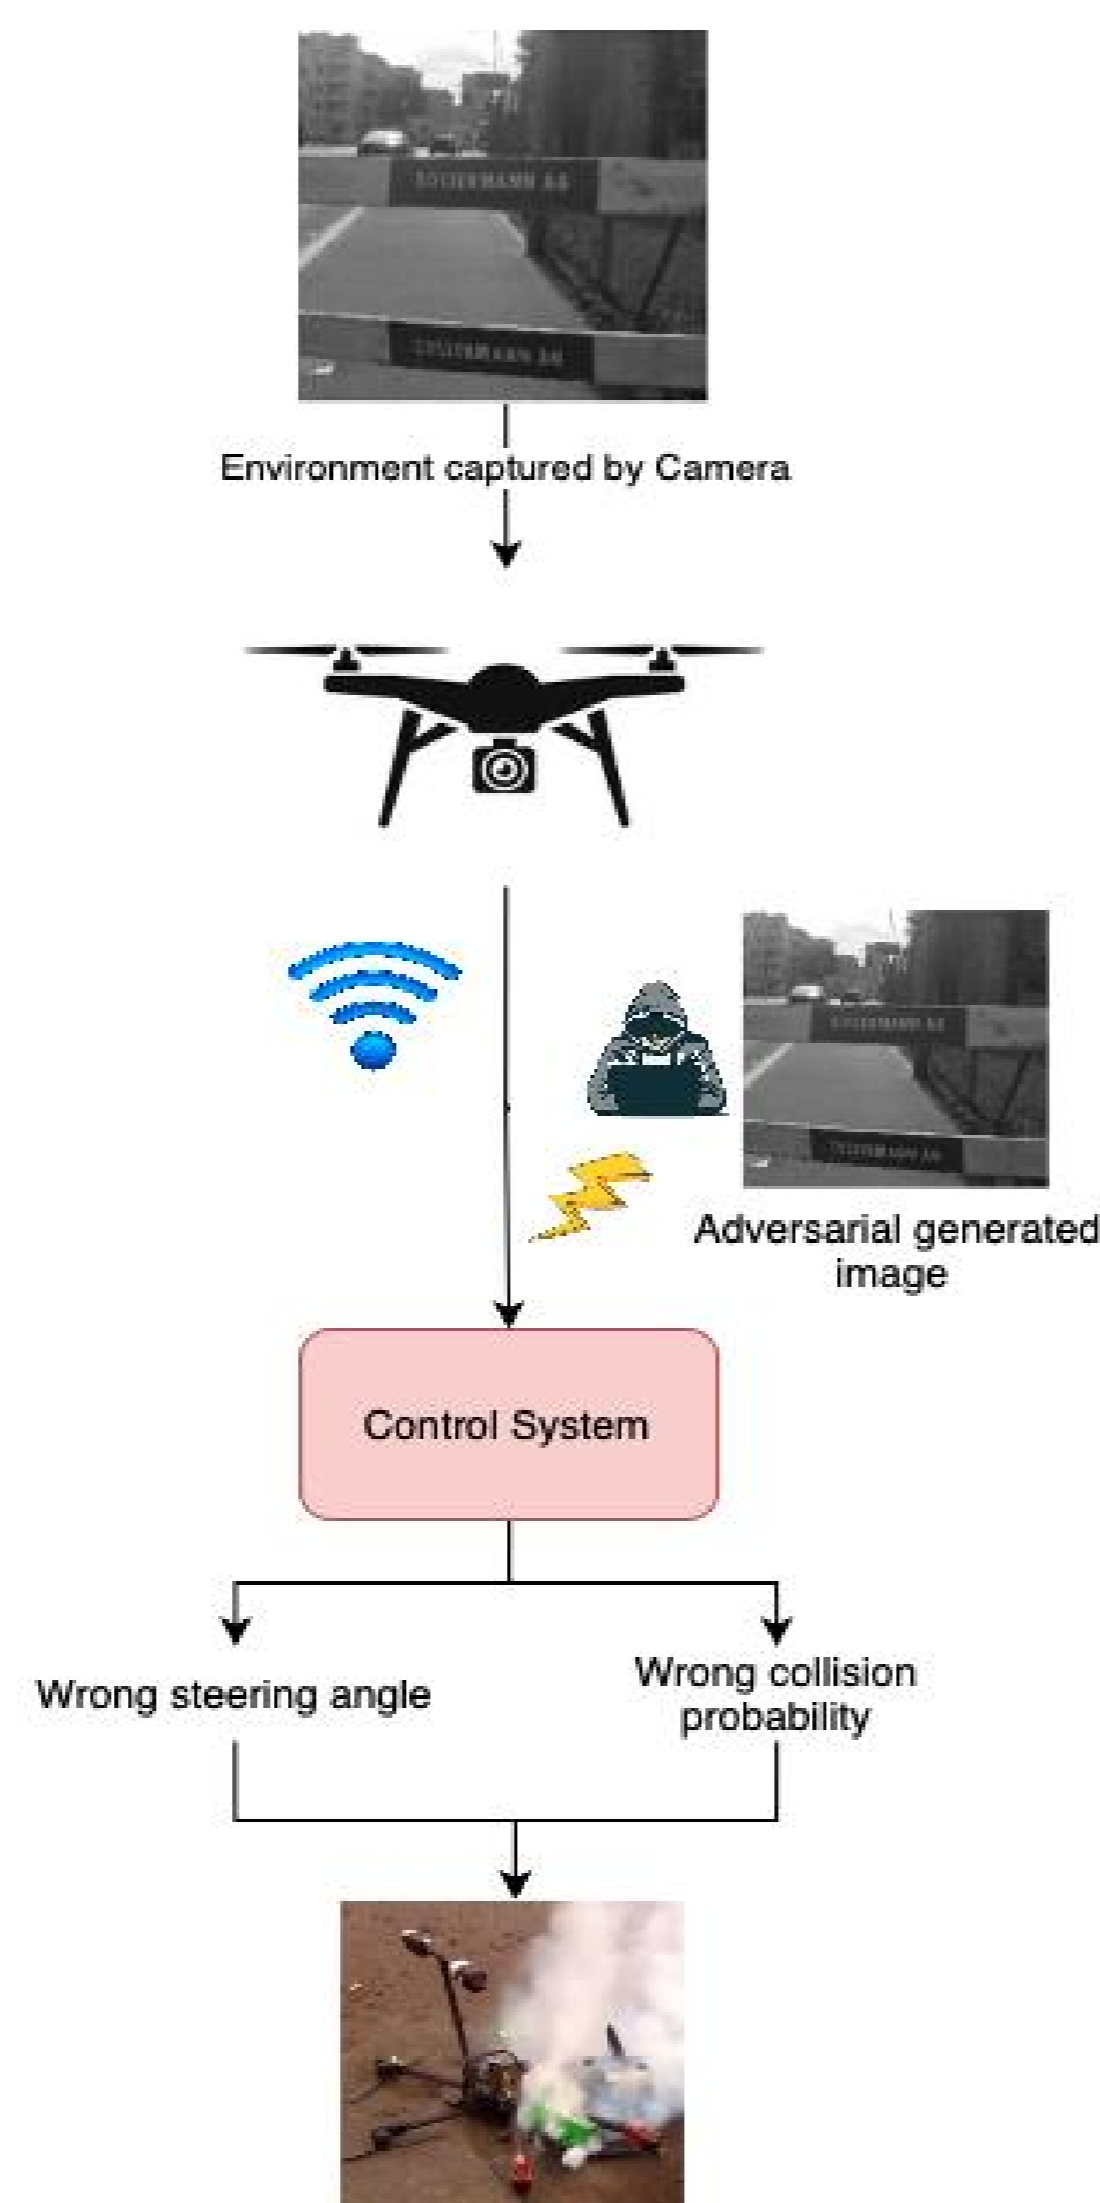 Environment captured by Camera
Adversarial generated
image
Control System
Wrong steering angle
Wrong collision
probability